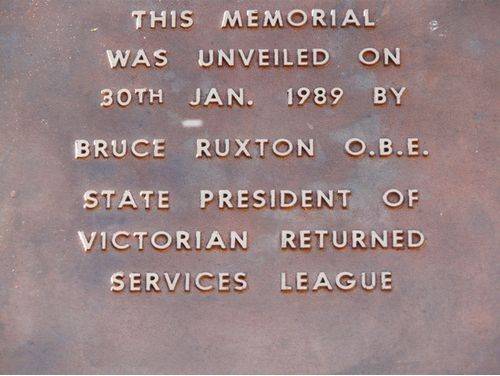 THIS MEMORIAL
WAS UNVEILED ON
30TH JAN. 1989 BY
BRUCE RUXTON O.B.E.
STATE PRESIDENT OF
VICTORIAN RETURNED
SERVICES LEAGUE